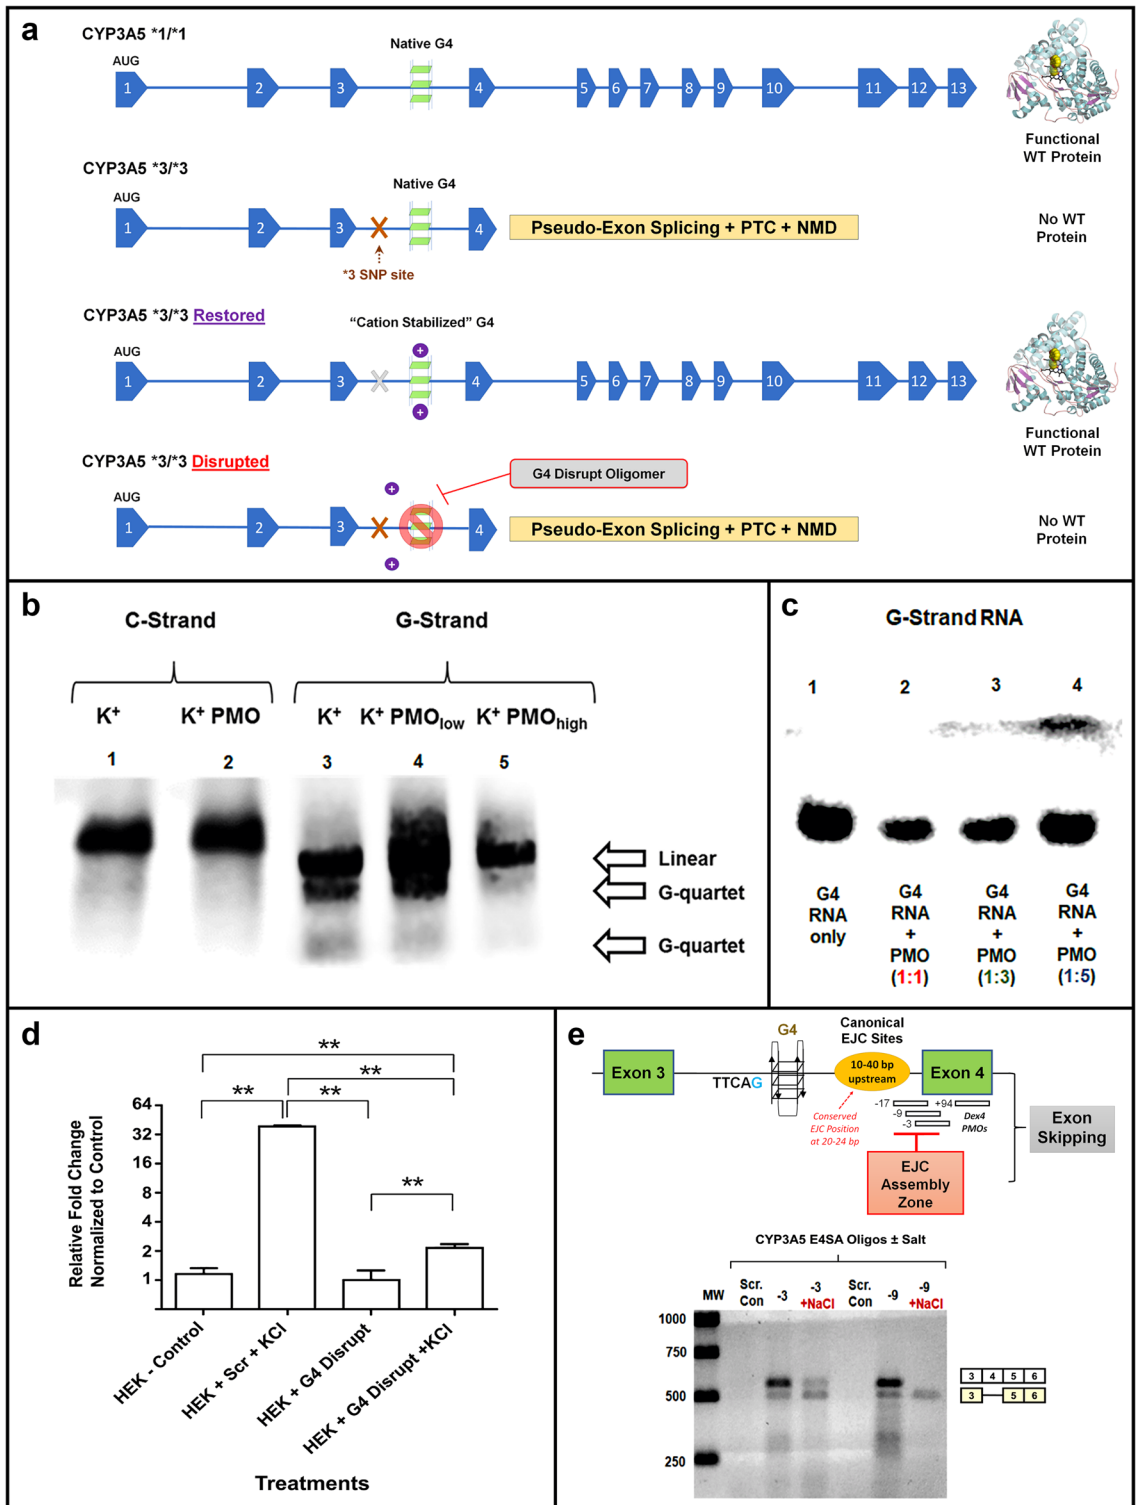 a
CYP3A5 *1/*1
AUG
Native G4
1 2 3 4 5 6 7 8 9 10 11 12 13
Functional
WT Protein
CYP3A5 *3/*3
AUG
Native G4
1 2 3 4
Pseudo-Exon Splicing + PTC + NMD
*3 SNP site
No WT
Protein
CYP3A5 *3/*3 Restored
"Cation Stabilized" G4
AUG
+
1 2 3 4 5 6 7 8 9 10 11 12 13
+
Functional
WT Protein
CYP3A5 *3/*3 Disrupted
G4 Disrupt Oligomer
AUG
+
1 2 3 4
Pseudo-Exon Splicing + PTC + NMD
+
No WT
Protein
b
C-Strand G-Strand
K+ K+ PMO K+ K+ PMOlow K+ PMOhigh
1 2 3 4 5
Linear
G-quartet
G-quartet
c
G-Strand RNA
1 2 3 4
G4 RNA only
G4 RNA + PMO (1:1)
G4 RNA + PMO (1:3)
G4 RNA + PMO (1:5)
d
**
**
** **
**
Relative Fold Change
Normalized to Control
64
32
16
8
4
2
1
HEK - Control
HEK + Scr + KCl
HEK + G4 Disrupt
HEK + G4 Disrupt +KCl
Treatments
e
G4
Canonical
EJC Sites
Exon 3
TTCAG
10-40 bp
upstream
Exon 4
Conserved
EJC Position
at 20-24 bp
-17
-9
-3
+94
Dex4
PMOs
Exon
Skipping
EJC
Assembly
Zone
CYP3A5 E4SA Oligos ± Salt
MW
Scr. Con
-3
-3 +NaCl
Scr. Con
-9
-9 +NaCl
1000
750
500
250
3 4 5 6
3 5 6